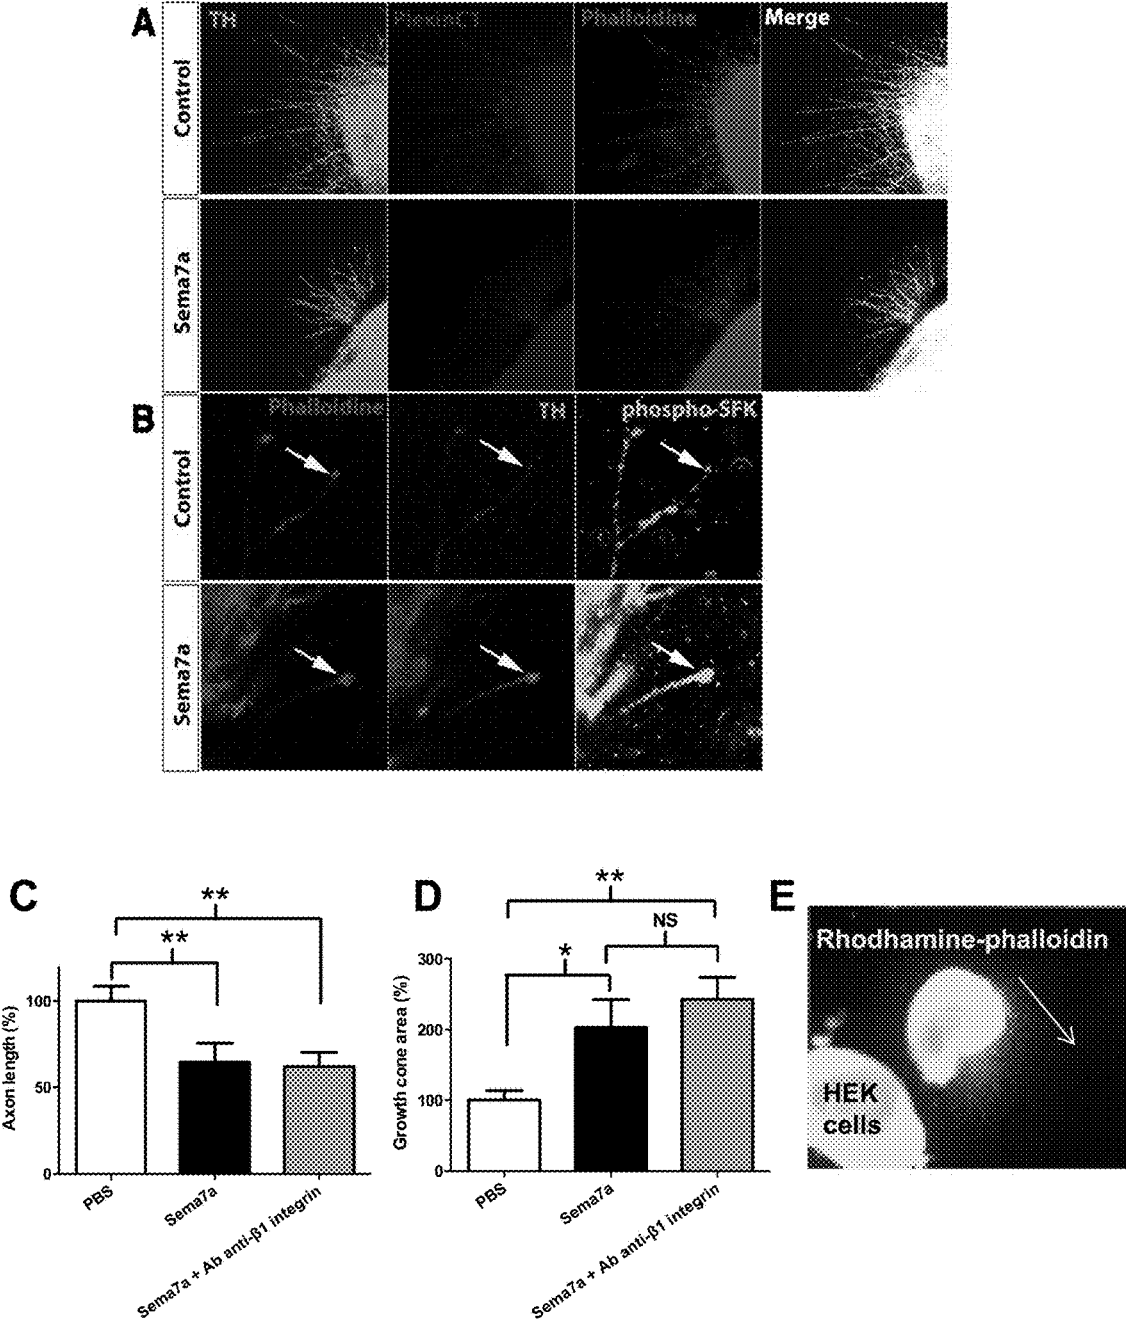 A
TH
PlexinC1
Phalloidine
Merge
Control
Sema7a
B
Phalloidine
TH
phospho-SFK
Control
Sema7a
C
**
**
Axon length (%)
100
50
0
PBS
Sema7a
Sema7a + Ab anti-β1 integrin
D
**
NS
*
Growth cone area (%)
300
200
100
0
PBS
Sema7a
Sema7a + Ab anti-β1 integrin
E
Rhodhamine-phalloidin
HEK
cells